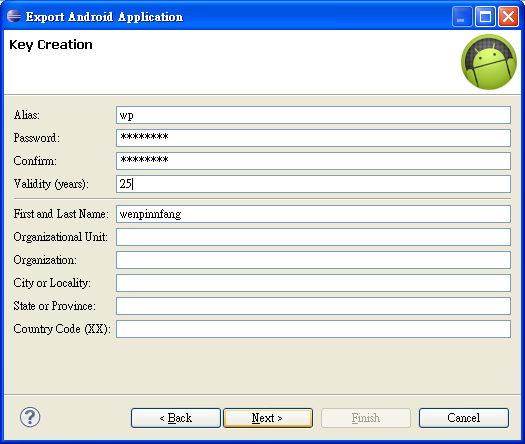 Export Android Application
Key Creation
Alias: wp
Password: ********
Confirm: ********
Validity (years): 25
First and Last Name: wenpinnfang
Organizational Unit:
Organization:
City or Locality:
State or Province:
Country Code (XX):
? < Back Next > Finish Cancel